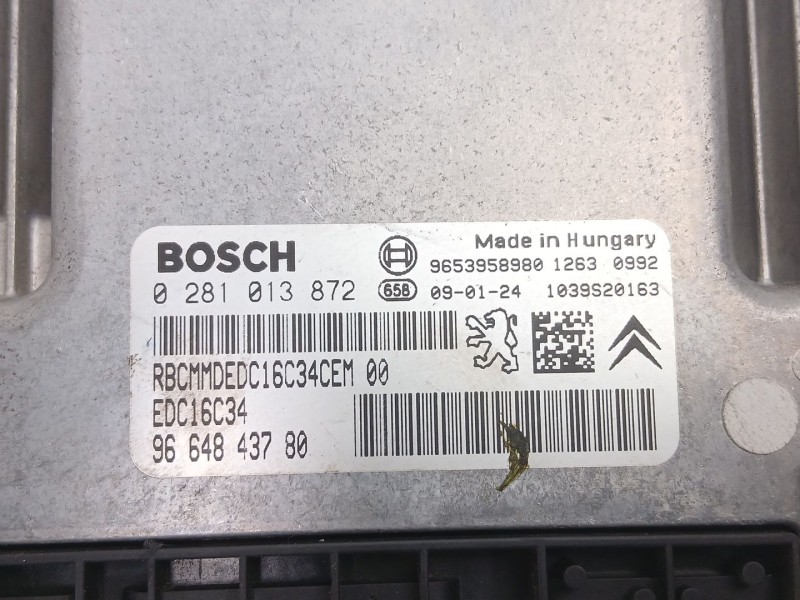 BOSCH
Made in Hungary
9653958980 1263 0992
0 281 013 872
658 09-01-24 1039S20163
RBCMMDEDC16C34CEM 00
EDC16C34
96 648 437 80